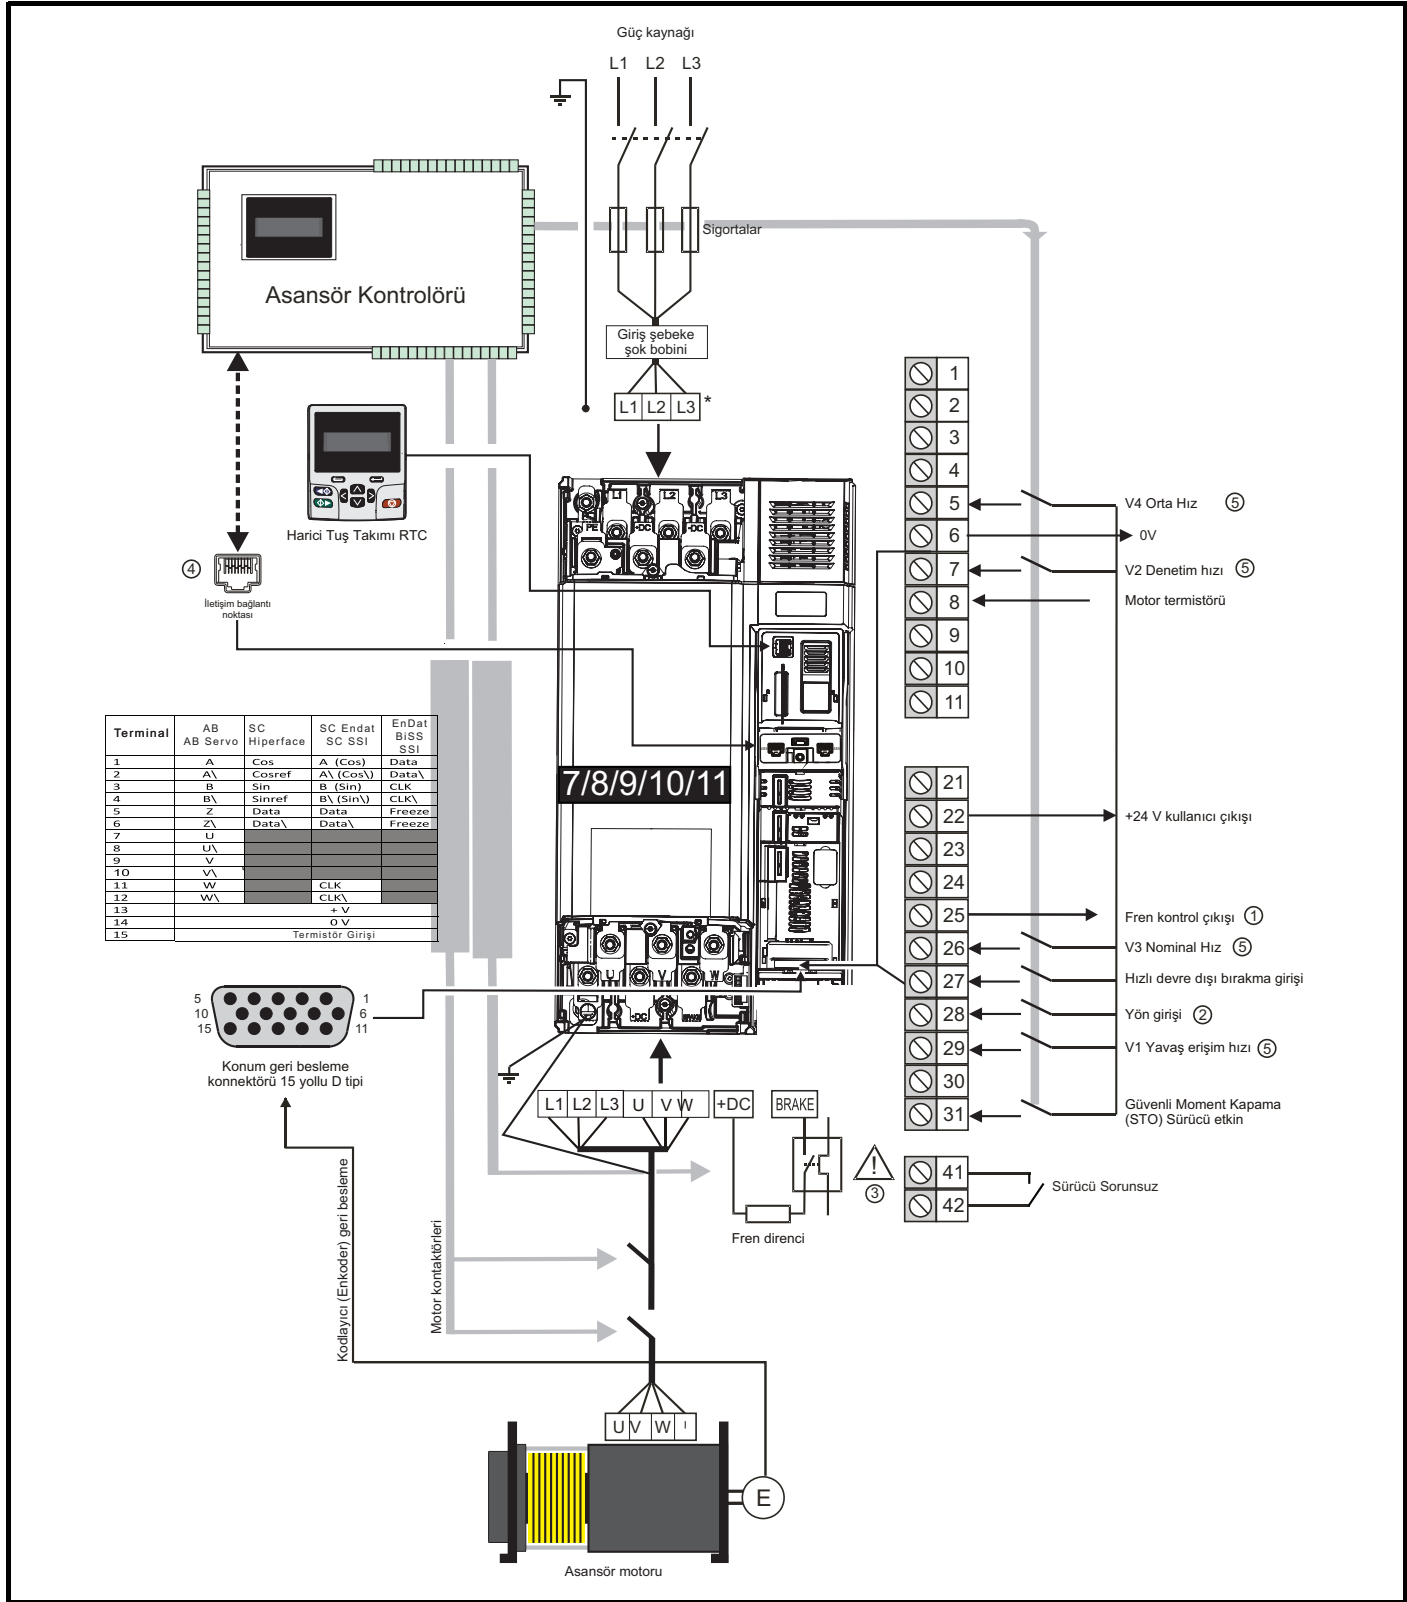 Güç kaynağı
L1 L2 L3
Sigortalar
Asansör Kontrolörü
Giriş şebeke
şok bobini
L1 L2 L3 *
Harici Tuş Takımı RTC
4
İletişim bağlantı
noktası
L1 L2 L3
PE +DC
7/8/9/10/11
U V W
+DC
Terminal AB AB Servo SC Hiperface SC Endat SC SSI EnDat BiSS SSI
1 A Cos A (Cos) Data
2 A\ Cosref A\ (Cos\) Data\
3 B Sin B (Sin) CLK
4 B\ Sinref B\ (Sin\) CLK\
5 Z Data Data Freeze
6 Z\ Data\ Data\ Freeze
7 U
8 U\
9 V
10 V\
11 W CLK
12 W\ CLK\
13 + V
14 0 V
15 Termistör Girişi
5 1
10 6
15 11
Konum geri besleme
konnektörü 15 yollu D tipi
Kodlayıcı (Enkoder) geri besleme
Motor kontaktörleri
L1 L2 L3 U V W +DC BRAKE
3
Fren direnci
U V W
E
Asansör motoru
1
2
3
4
5 V4 Orta Hız 5
6 0V
7 V2 Denetim hızı 5
8 Motor termistörü
9
10
11
21
22 +24 V kullanıcı çıkışı
23
24
25 Fren kontrol çıkışı 1
26 V3 Nominal Hız 5
27 Hızlı devre dışı bırakma girişi
28 Yön girişi 2
29 V1 Yavaş erişim hızı 5
30
31 Güvenli Moment Kapama
(STO) Sürücü etkin
41 Sürücü Sorunsuz
42